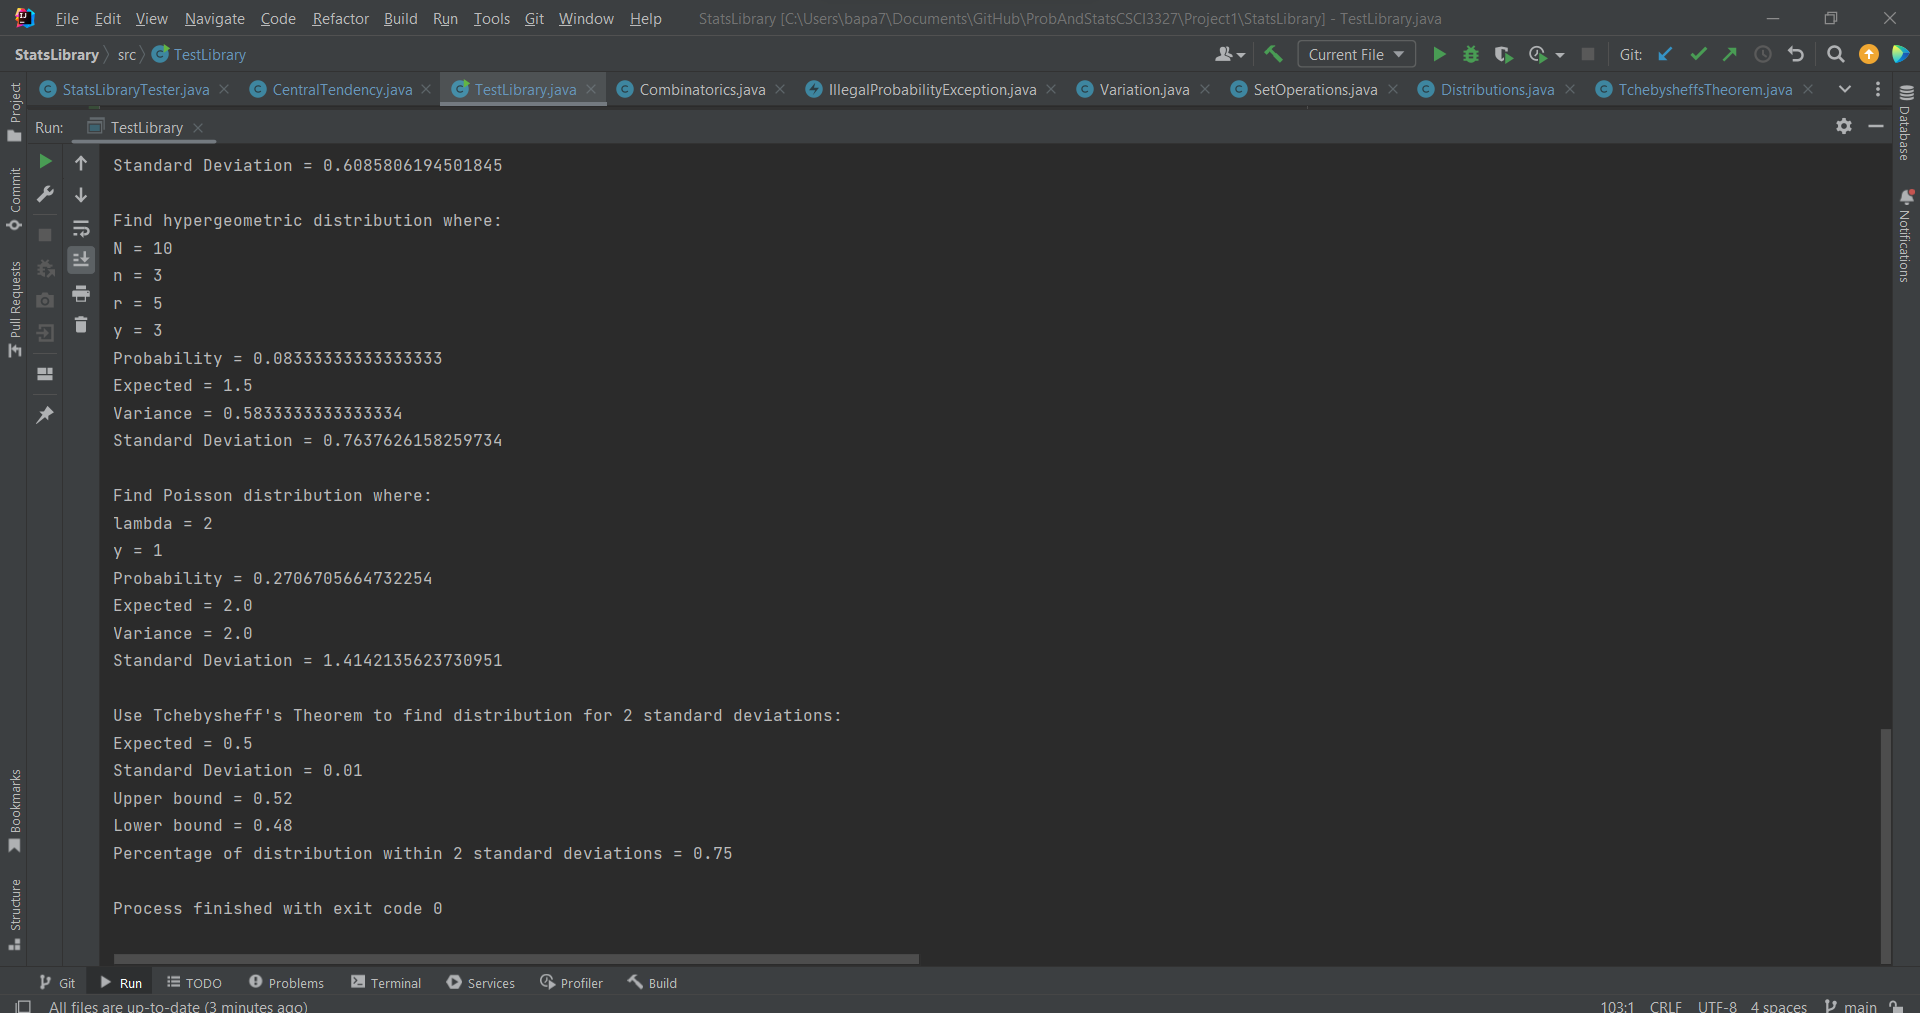 File Edit View Navigate Code Refactor Build Run Tools Git Window Help StatsLibrary [C:\Users\bapa7\Documents\GitHub\ProbAndStatsCSCI3327\Project1\StatsLibrary] - TestLibrary.java
StatsLibrary src TestLibrary Current File Git:
StatsLibraryTester.java CentralTendency.java TestLibrary.java Combinatorics.java IllegalProbabilityException.java Variation.java SetOperations.java Distributions.java TchebysheffsTheorem.java
Run: TestLibrary
Project
Commit
Pull Requests
Bookmarks
Structure
Standard Deviation = 0.6085806194501845
Find hypergeometric distribution where:
N = 10
n = 3
r = 5
y = 3
Probability = 0.08333333333333333
Expected = 1.5
Variance = 0.5833333333333334
Standard Deviation = 0.7637626158259734
Find Poisson distribution where:
lambda = 2
y = 1
Probability = 0.2706705664732254
Expected = 2.0
Variance = 2.0
Standard Deviation = 1.4142135623730951
Use Tchebysheff's Theorem to find distribution for 2 standard deviations:
Expected = 0.5
Standard Deviation = 0.01
Upper bound = 0.52
Lower bound = 0.48
Percentage of distribution within 2 standard deviations = 0.75
Process finished with exit code 0
Database
Notifications
Git Run TODO Problems Terminal Services Profiler Build
All files are up-to-date (3 minutes ago) 103:1 CRLF UTF-8 4 spaces main